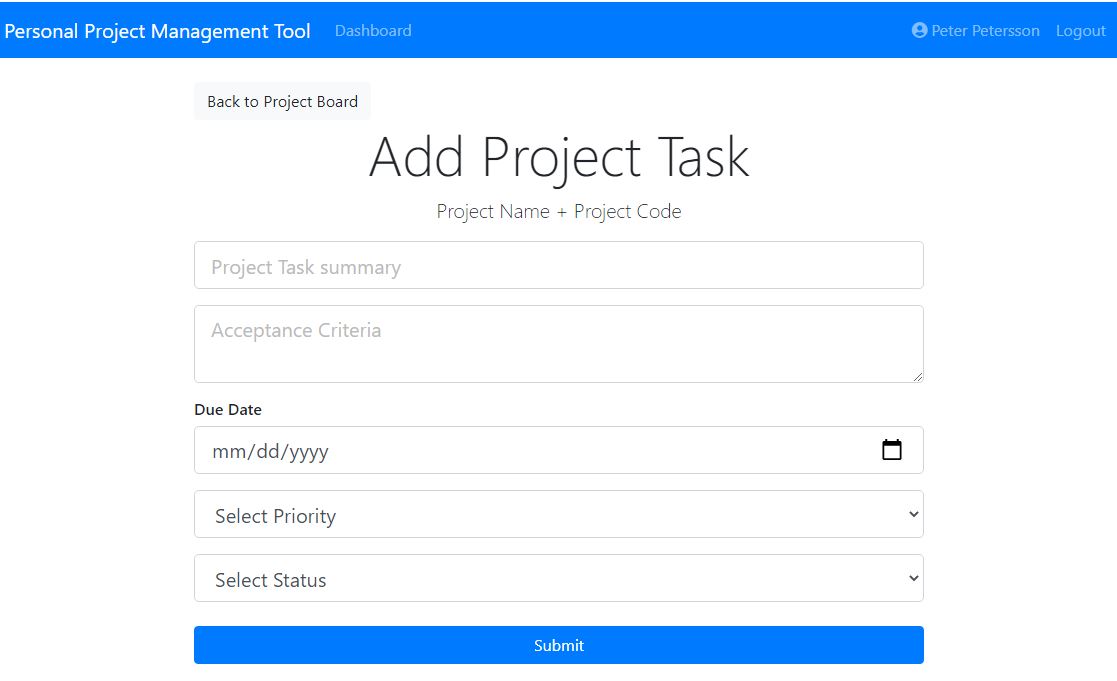 Personal Project Management Tool Dashboard Peter Petersson Logout
Back to Project Board
Add Project Task
Project Name + Project Code
Project Task summary
Acceptance Criteria
Due Date
mm/dd/yyyy
Select Priority
Select Status
Submit